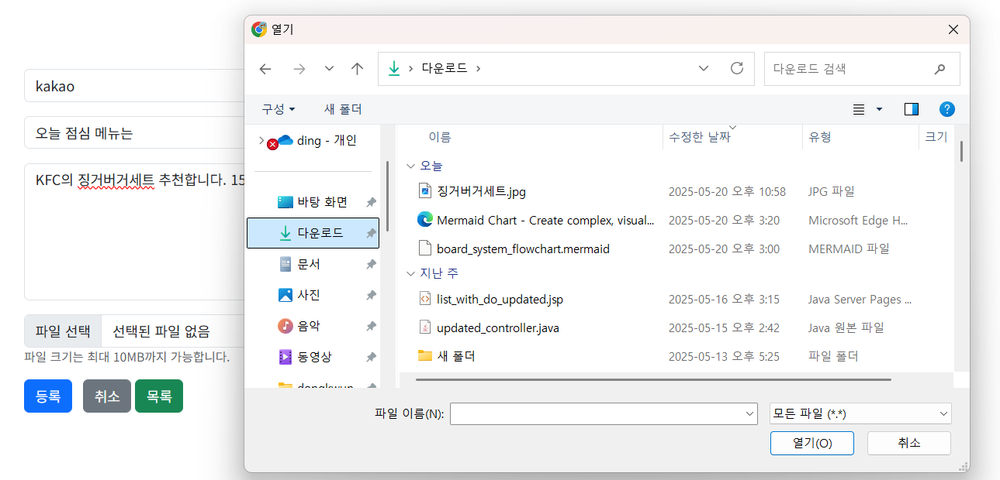 열기
다운로드
다운로드 검색
kakao
구성
새 폴더
오늘 점심 메뉴는
ding - 개인
이름
수정한 날짜
유형
크기
KFC의 징거버거세트 추천합니다. 15
오늘
징거버거세트.jpg
2025-05-20 오후 10:58
JPG 파일
바탕 화면
Mermaid Chart - Create complex, visual...
2025-05-20 오후 3:20
Microsoft Edge H...
다운로드
board_system_flowchart.mermaid
2025-05-20 오후 3:00
MERMAID 파일
문서
지난 주
사진
list_with_do_updated.jsp
2025-05-16 오후 3:15
Java Server Pages ...
음악
updated_controller.java
2025-05-15 오후 2:42
Java 원본 파일
파일 선택
선택된 파일 없음
동영상
새 폴더
2025-05-13 오후 5:25
파일 폴더
파일 크기는 최대 10MB까지 가능합니다.
등록
취소
목록
파일 이름(N):
모든 파일 (*.*)
열기(O)
취소